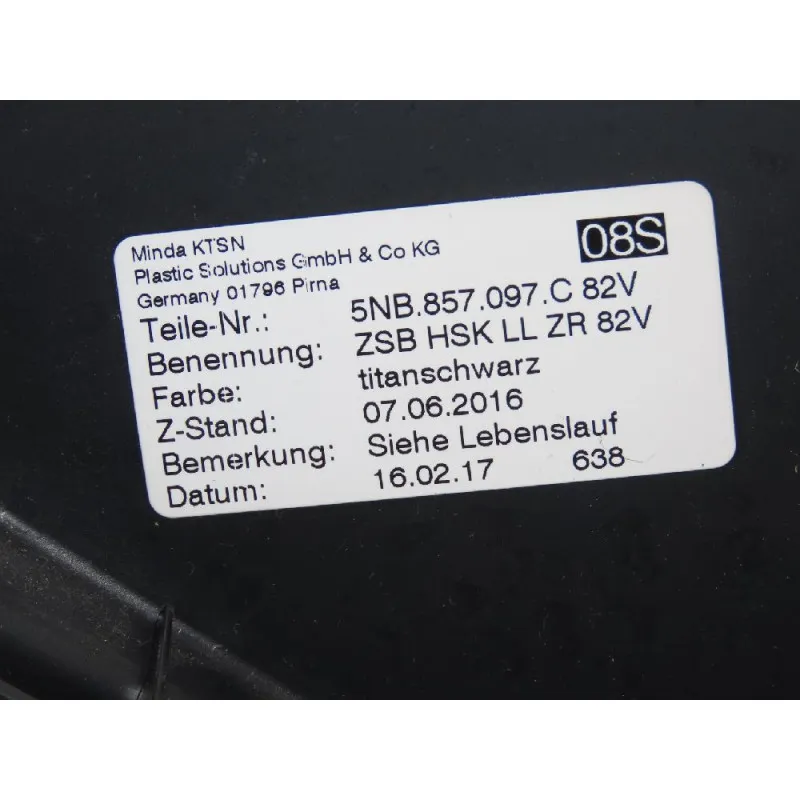 Minda KTSN
Plastic Solutions GmbH & Co KG
Germany 01796 Pirna
08S
Teile-Nr.: 5NB.857.097.C 82V
Benennung: ZSB HSK LL ZR 82V
Farbe: titanschwarz
Z-Stand: 07.06.2016
Bemerkung: Siehe Lebenslauf
Datum: 16.02.17 638